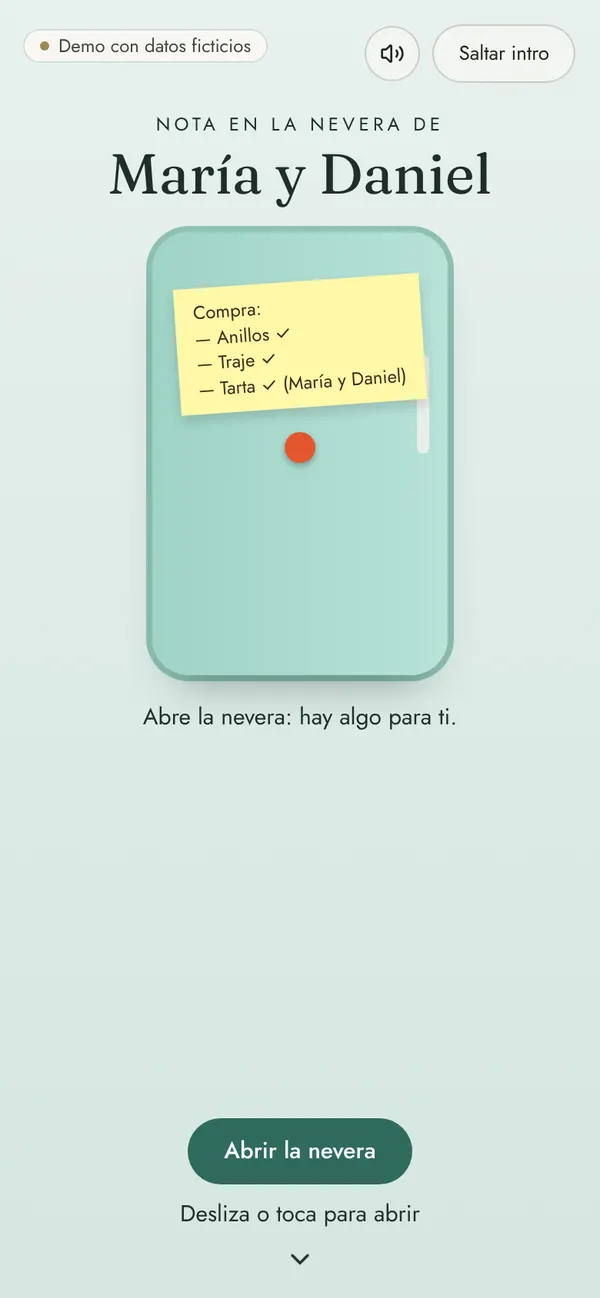 Demo con datos ficticios
Saltar intro
NOTA EN LA NEVERA DE
María y Daniel
Compra:
— Anillos ✓
— Traje ✓
— Tarta ✓ (María y Daniel)
Abre la nevera: hay algo para ti.
Abrir la nevera
Desliza o toca para abrir